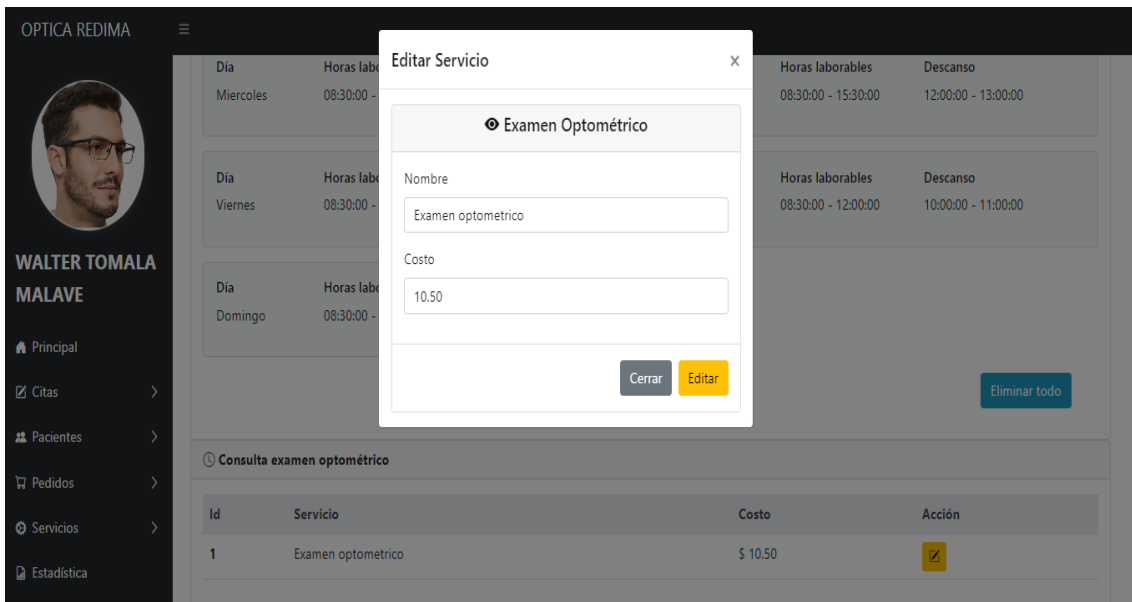 OPTICA REDIMA
WALTER TOMALA
MALAVE
Principal
Citas
Pacientes
Pedidos
Servicios
Estadística
Día Horas labo Horas laborables Descanso
Miercoles 08:30:00 - 08:30:00 - 15:30:00 12:00:00 - 13:00:00
Día Horas labo Horas laborables Descanso
Viernes 08:30:00 - 08:30:00 - 12:00:00 10:00:00 - 11:00:00
Día Horas labo
Domingo 08:30:00 -
Eliminar todo
Editar Servicio ×
Examen Optométrico
Nombre
Examen optometrico
Costo
10.50
Cerrar Editar
Consulta examen optométrico
Id Servicio Costo Acción
1 Examen optometrico $ 10.50